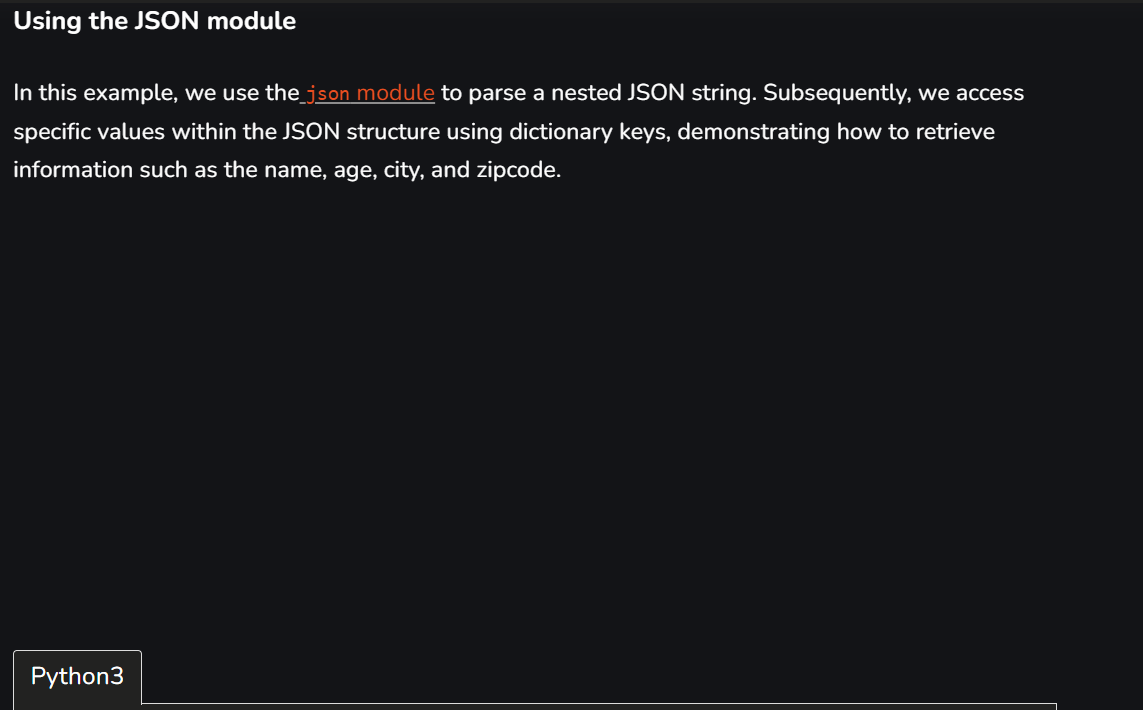 Using the JSON module
In this example, we use the json module to parse a nested JSON string. Subsequently, we access
specific values within the JSON structure using dictionary keys, demonstrating how to retrieve
information such as the name, age, city, and zipcode.
Python3